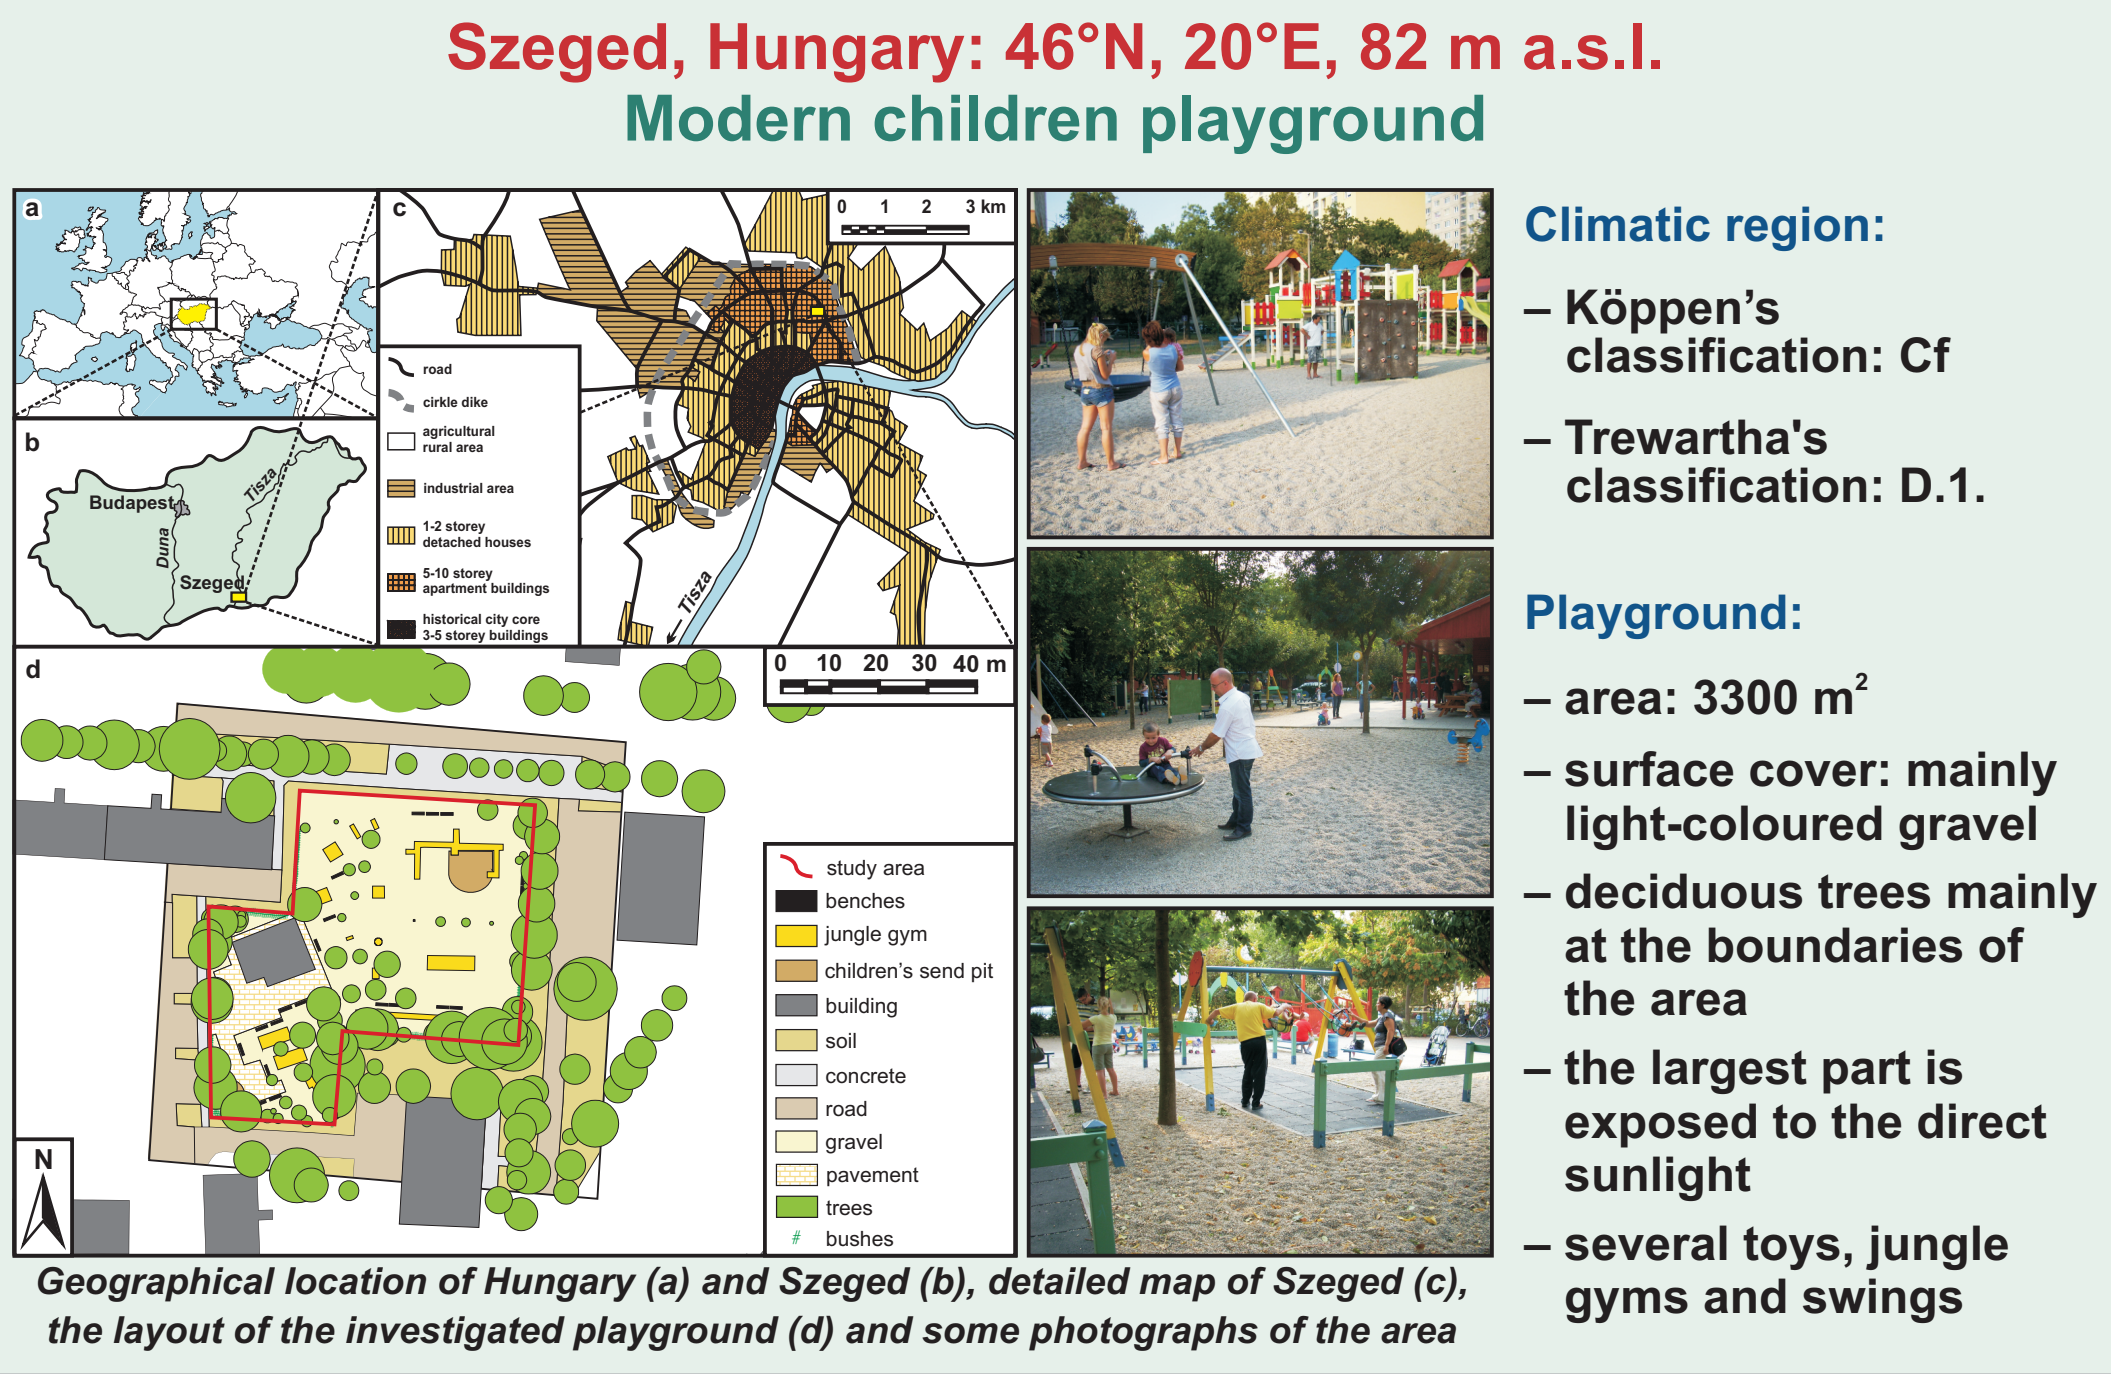 Szeged, Hungary: 46°N, 20°E, 82 m a.s.l.
Modern children playground
a
b
Budapest
Duna
Tisza
Szeged
c
0 1 2 3 km
road
cirkle dike
agricultural
rural area
industrial area
1-2 storey
detached houses
5-10 storey
apartment buildings
historical city core
3-5 storey buildings
Tisza
d
0 10 20 30 40 m
study area
benches
jungle gym
children's send pit
building
soil
concrete
road
gravel
pavement
trees
# bushes
N
Geographical location of Hungary (a) and Szeged (b), detailed map of Szeged (c),
the layout of the investigated playground (d) and some photographs of the area
Climatic region:
– Köppen’s
classification: Cf
– Trewartha's
classification: D.1.
Playground:
– area: 3300 m²
– surface cover: mainly
light-coloured gravel
– deciduous trees mainly
at the boundaries of
the area
– the largest part is
exposed to the direct
sunlight
– several toys, jungle
gyms and swings